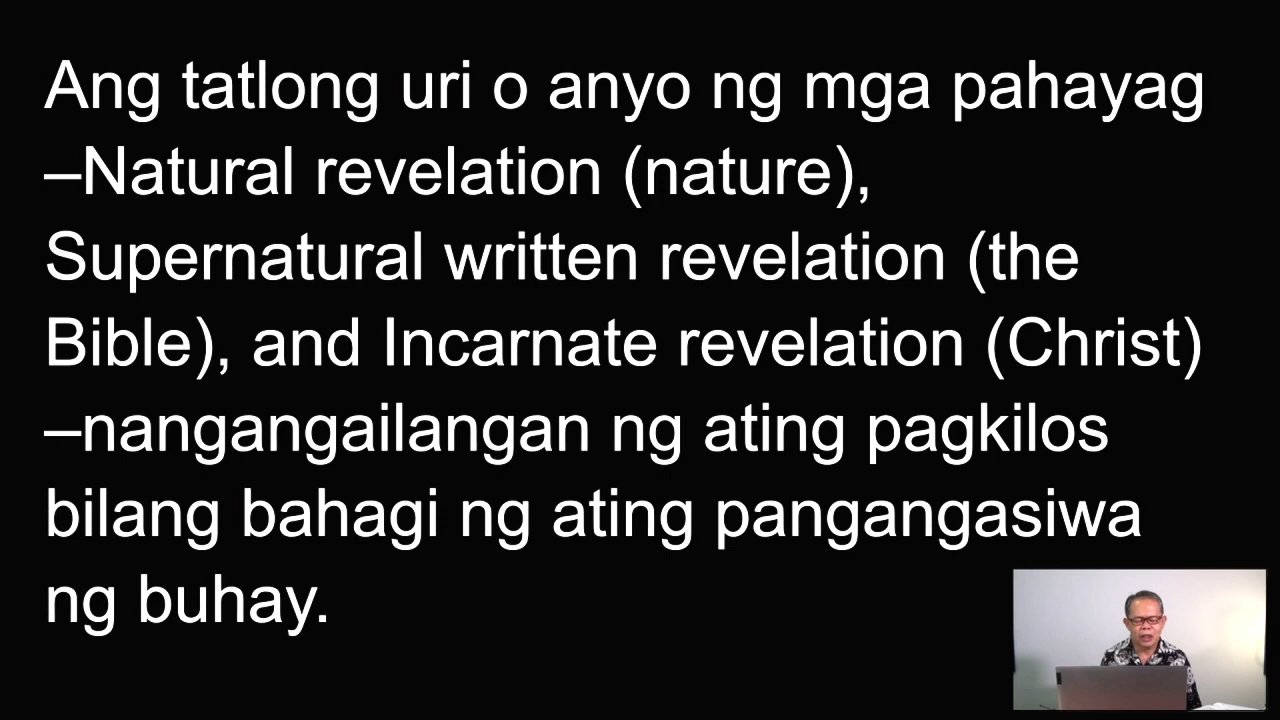 Ang tatlong uri o anyo ng mga pahayag
–Natural revelation (nature),
Supernatural written revelation (the
Bible), and Incarnate revelation (Christ)
–nangangailangan ng ating pagkilos
bilang bahagi ng ating pangangasiwa
ng buhay.